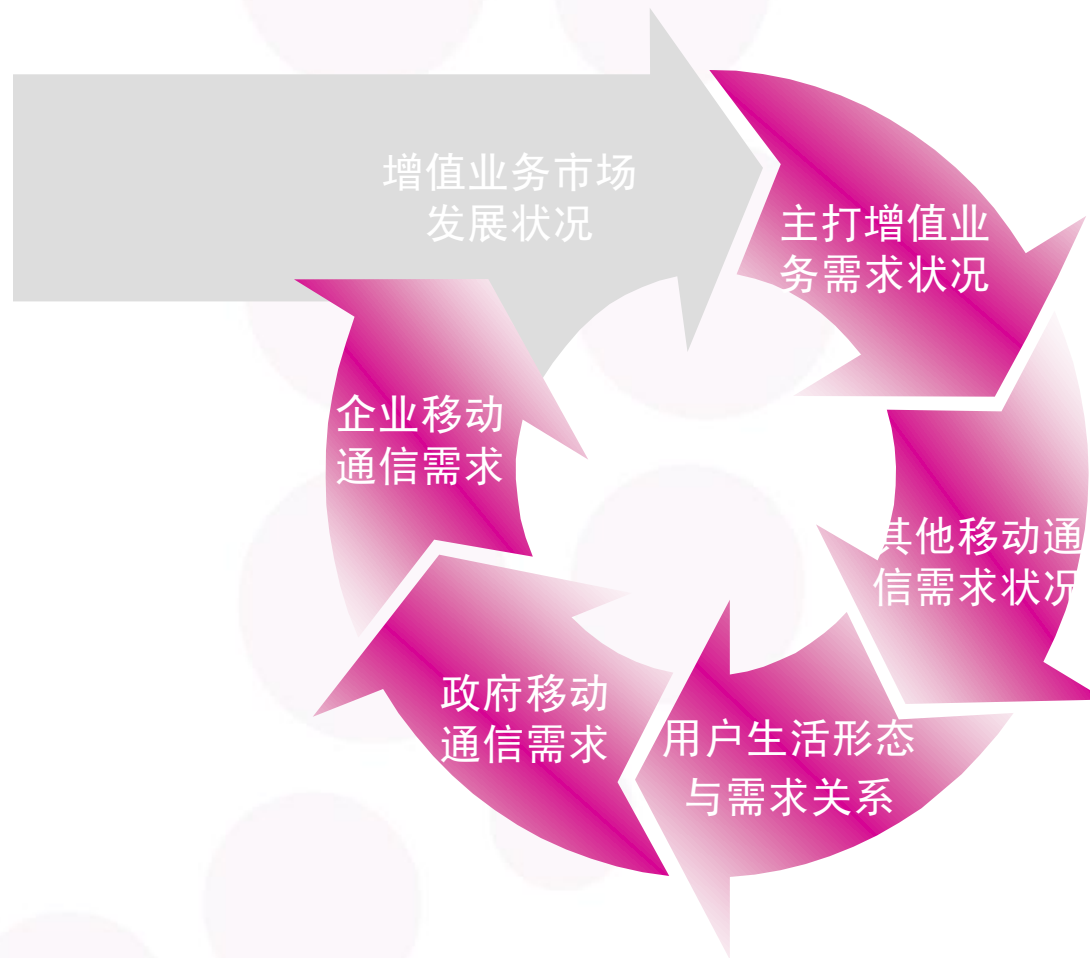 增值业务市场
发展状况
主打增值业
务需求状况
其他移动通
信需求状况
用户生活形态
与需求关系
政府移动
通信需求
企业移动
通信需求